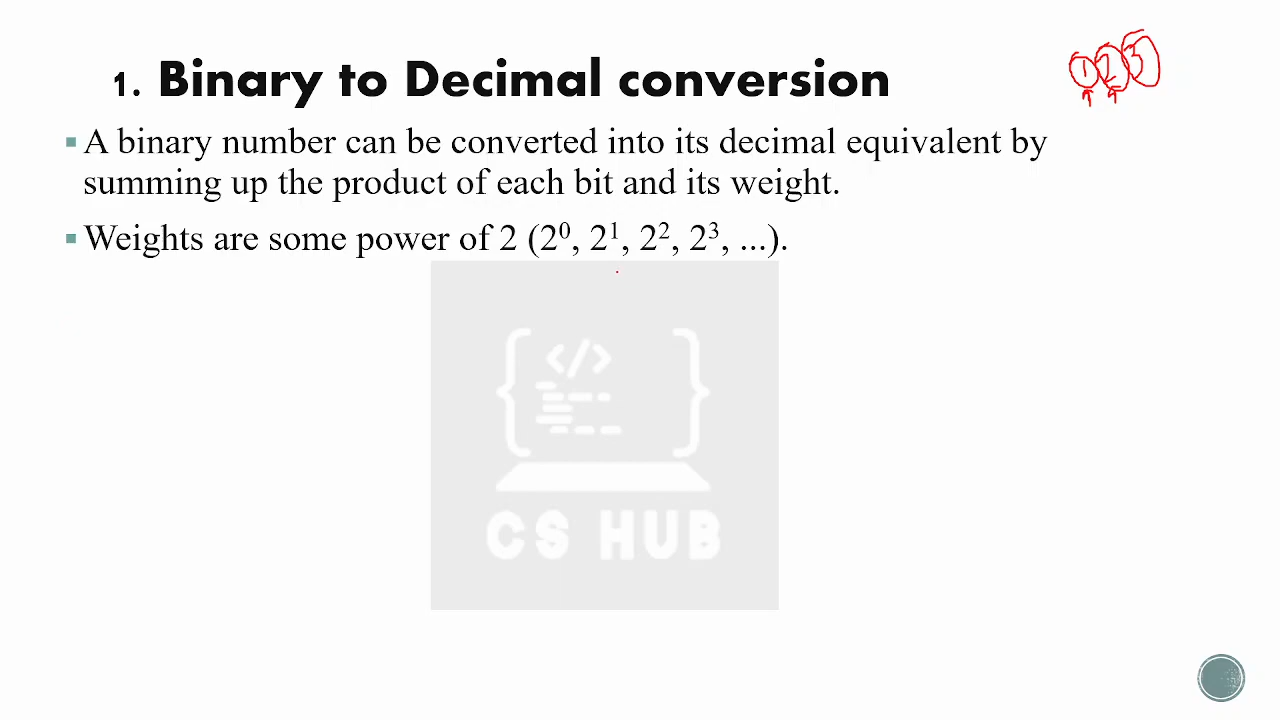 1. Binary to Decimal conversion
123
▪ A binary number can be converted into its decimal equivalent by
summing up the product of each bit and its weight.
▪ Weights are some power of 2 (2⁰, 2¹, 2², 2³, ...).
</>
CS HUB